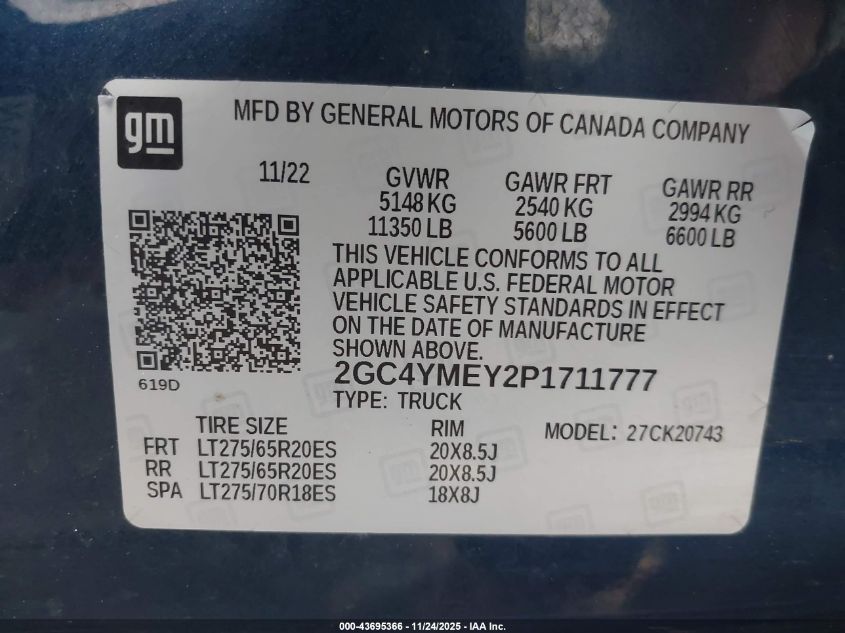 gm
MFD BY GENERAL MOTORS OF CANADA COMPANY
11/22
GVWR GAWR FRT GAWR RR
5148 KG 2540 KG 2994 KG
11350 LB 5600 LB 6600 LB
THIS VEHICLE CONFORMS TO ALL
APPLICABLE U.S. FEDERAL MOTOR
VEHICLE SAFETY STANDARDS IN EFFECT
ON THE DATE OF MANUFACTURE
SHOWN ABOVE.
619D
2GC4YMEY2P1711777
TYPE: TRUCK
TIRE SIZE RIM MODEL: 27CK20743
FRT LT275/65R20ES 20X8.5J
RR LT275/65R20ES 20X8.5J
SPA LT275/70R18ES 18X8J
000-43695366 - 11/24/2025 - IAA Inc.